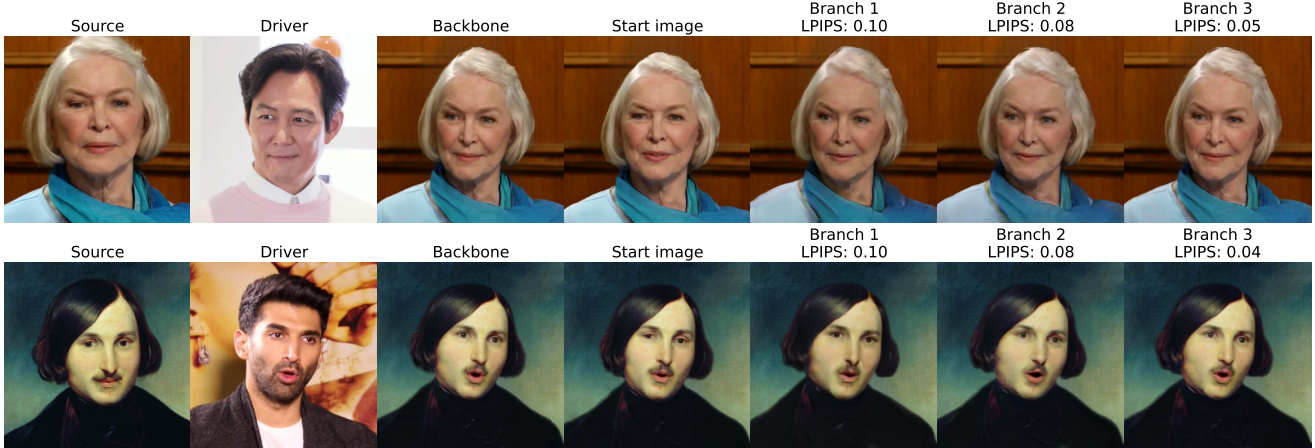 Source
Driver
Backbone
Start image
Branch 1
LPIPS: 0.10
Branch 2
LPIPS: 0.08
Branch 3
LPIPS: 0.05
Source
Driver
Backbone
Start image
Branch 1
LPIPS: 0.10
Branch 2
LPIPS: 0.08
Branch 3
LPIPS: 0.04